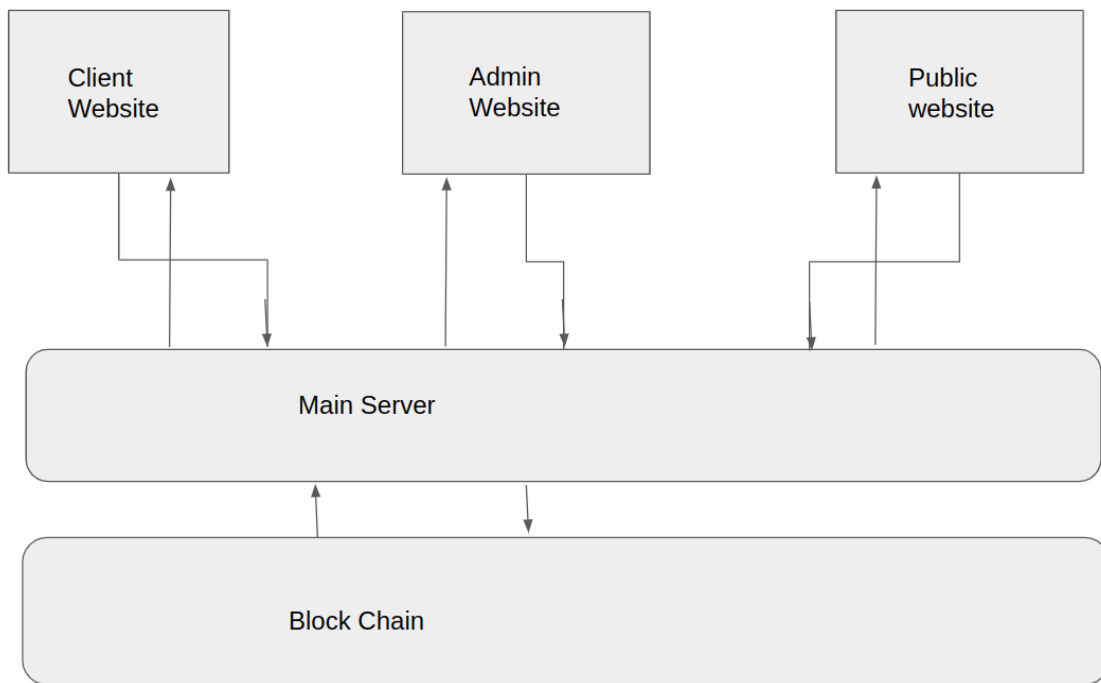 Client
Website
Admin
Website
Public
website
Main Server
Block Chain